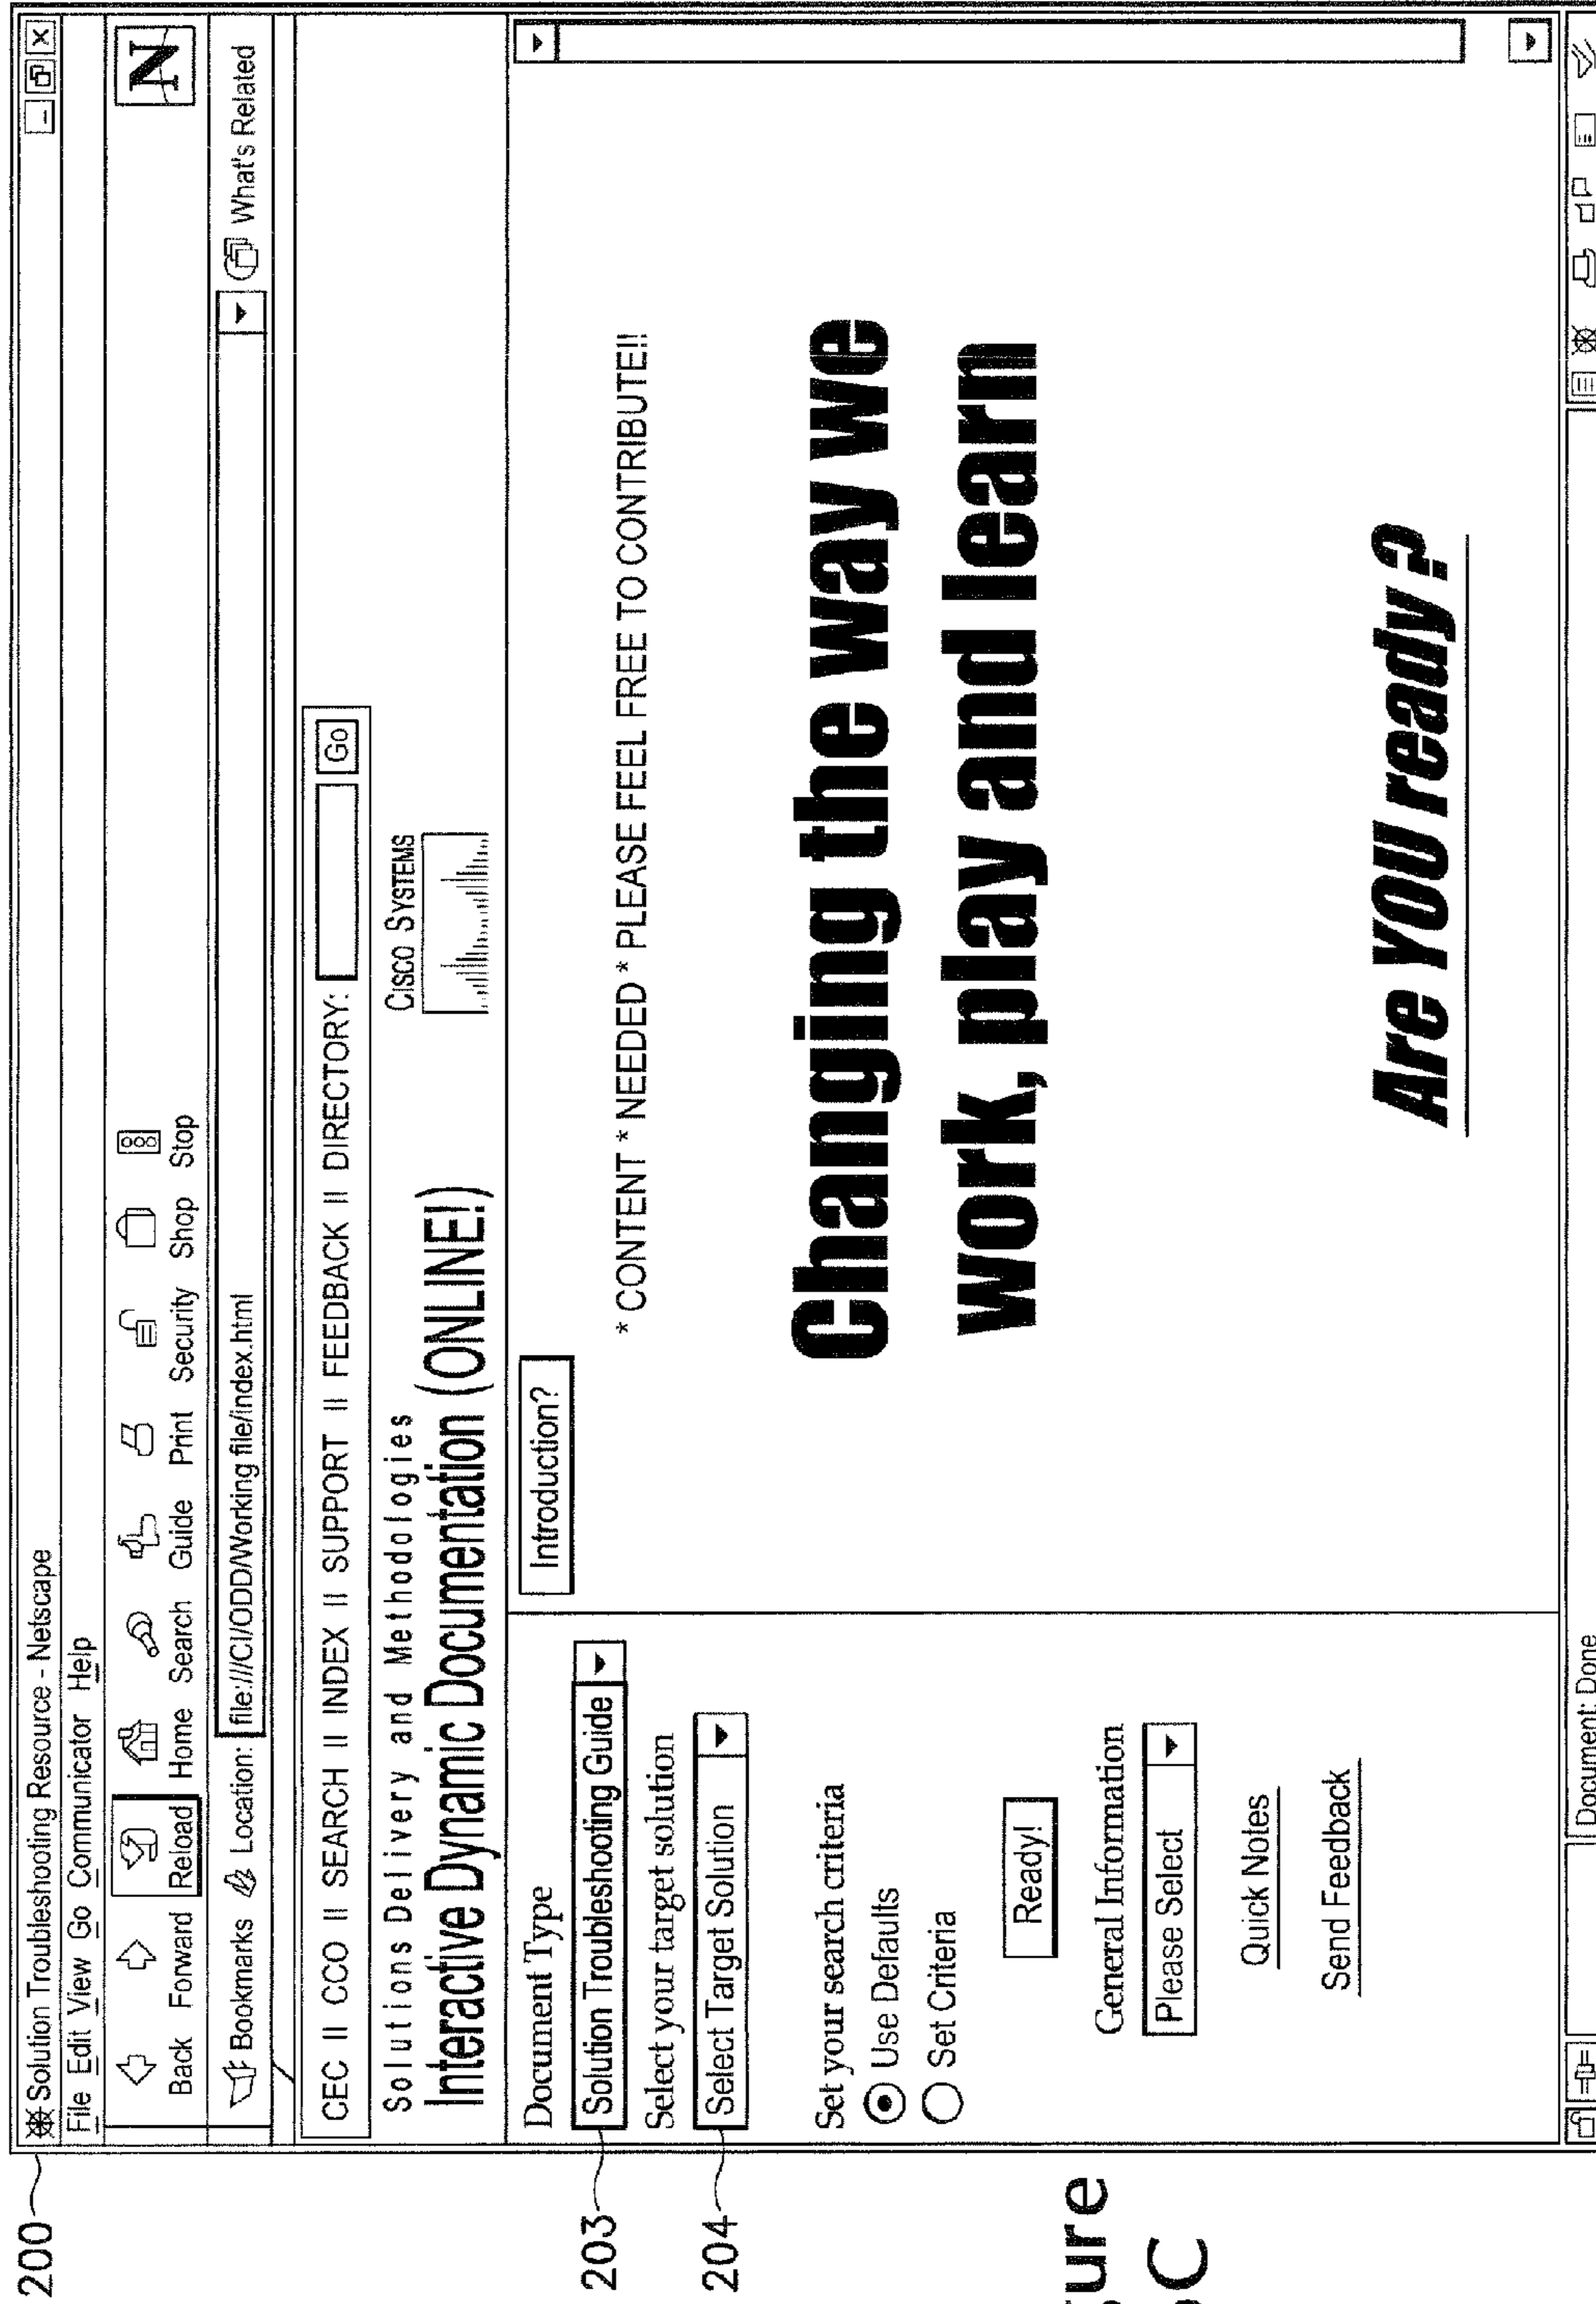 200
Solution Troubleshooting Resource - Netscape
File Edit View Go Communicator Help
Back Forward Reload Home Search Guide Print Security Shop Stop
N
Bookmarks Location: file:///C|/ODD/Working file/index.html What's Related
CEC II CCO II SEARCH II INDEX II SUPPORT II FEEDBACK II DIRECTORY: Go
Solutions Delivery and Methodologies
Interactive Dynamic Documentation (ONLINE!)
CISCO SYSTEMS
Document Type
203
Solution Troubleshooting Guide
Select your target solution
204
Select Target Solution
Set your search criteria
Use Defaults
Set Criteria
Ready!
General Information
Please Select
Quick Notes
Send Feedback
Introduction?
* CONTENT * NEEDED * PLEASE FEEL FREE TO CONTRIBUTE!!
Changing the way we
work, play and learn
Are YOU ready ?
Document: Done